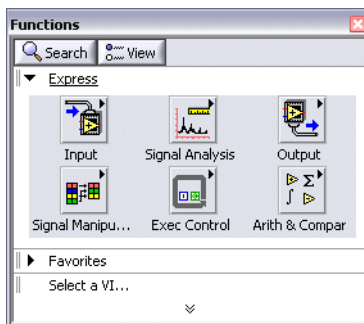 Functions
Search View
Express
Input Signal Analysis Output
Signal Manipu... Exec Control Arith & Compar
Favorites
Select a VI...